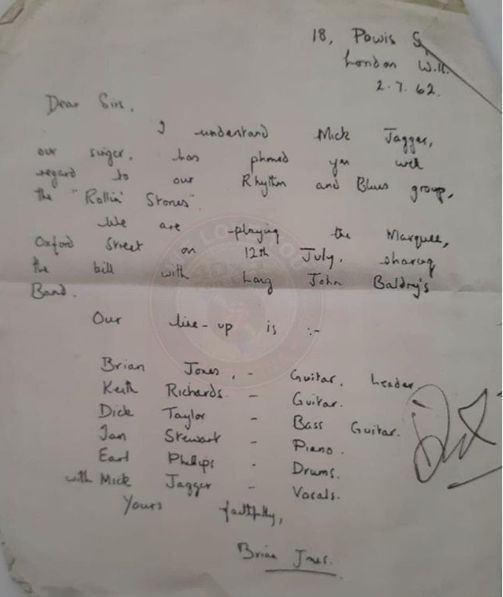 18, Powis S
London W.11.
2.7.62.
Dear Sirs,
I understand Mick Jagger,
our singer, has phoned you with
regard to our Rhythm and Blues group,
the "Rollin' Stones".
We are playing the Marquee,
Oxford Street on 12th July, sharing
the bill with Long John Baldry's
Band.
Our line-up is :-
Brian Jones, - Guitar. Leader
Keith Richards - Guitar.
Dick Taylor - Bass Guitar.
Ian Stewart - Piano.
Earl Philips - Drums.
with Mick Jagger - Vocals.
Yours faithfully,
Brian Jones.